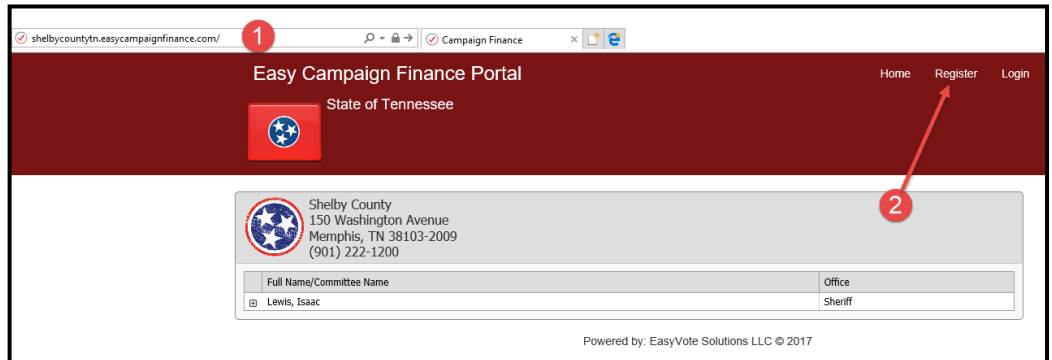 shelbycountytn.easycampaignfinance.com/ 1 Campaign Finance
Easy Campaign Finance Portal Home Register Login
State of Tennessee
2
Shelby County
150 Washington Avenue
Memphis, TN 38103-2009
(901) 222-1200
Full Name/Committee Name Office
Lewis, Isaac Sheriff
Powered by: EasyVote Solutions LLC © 2017